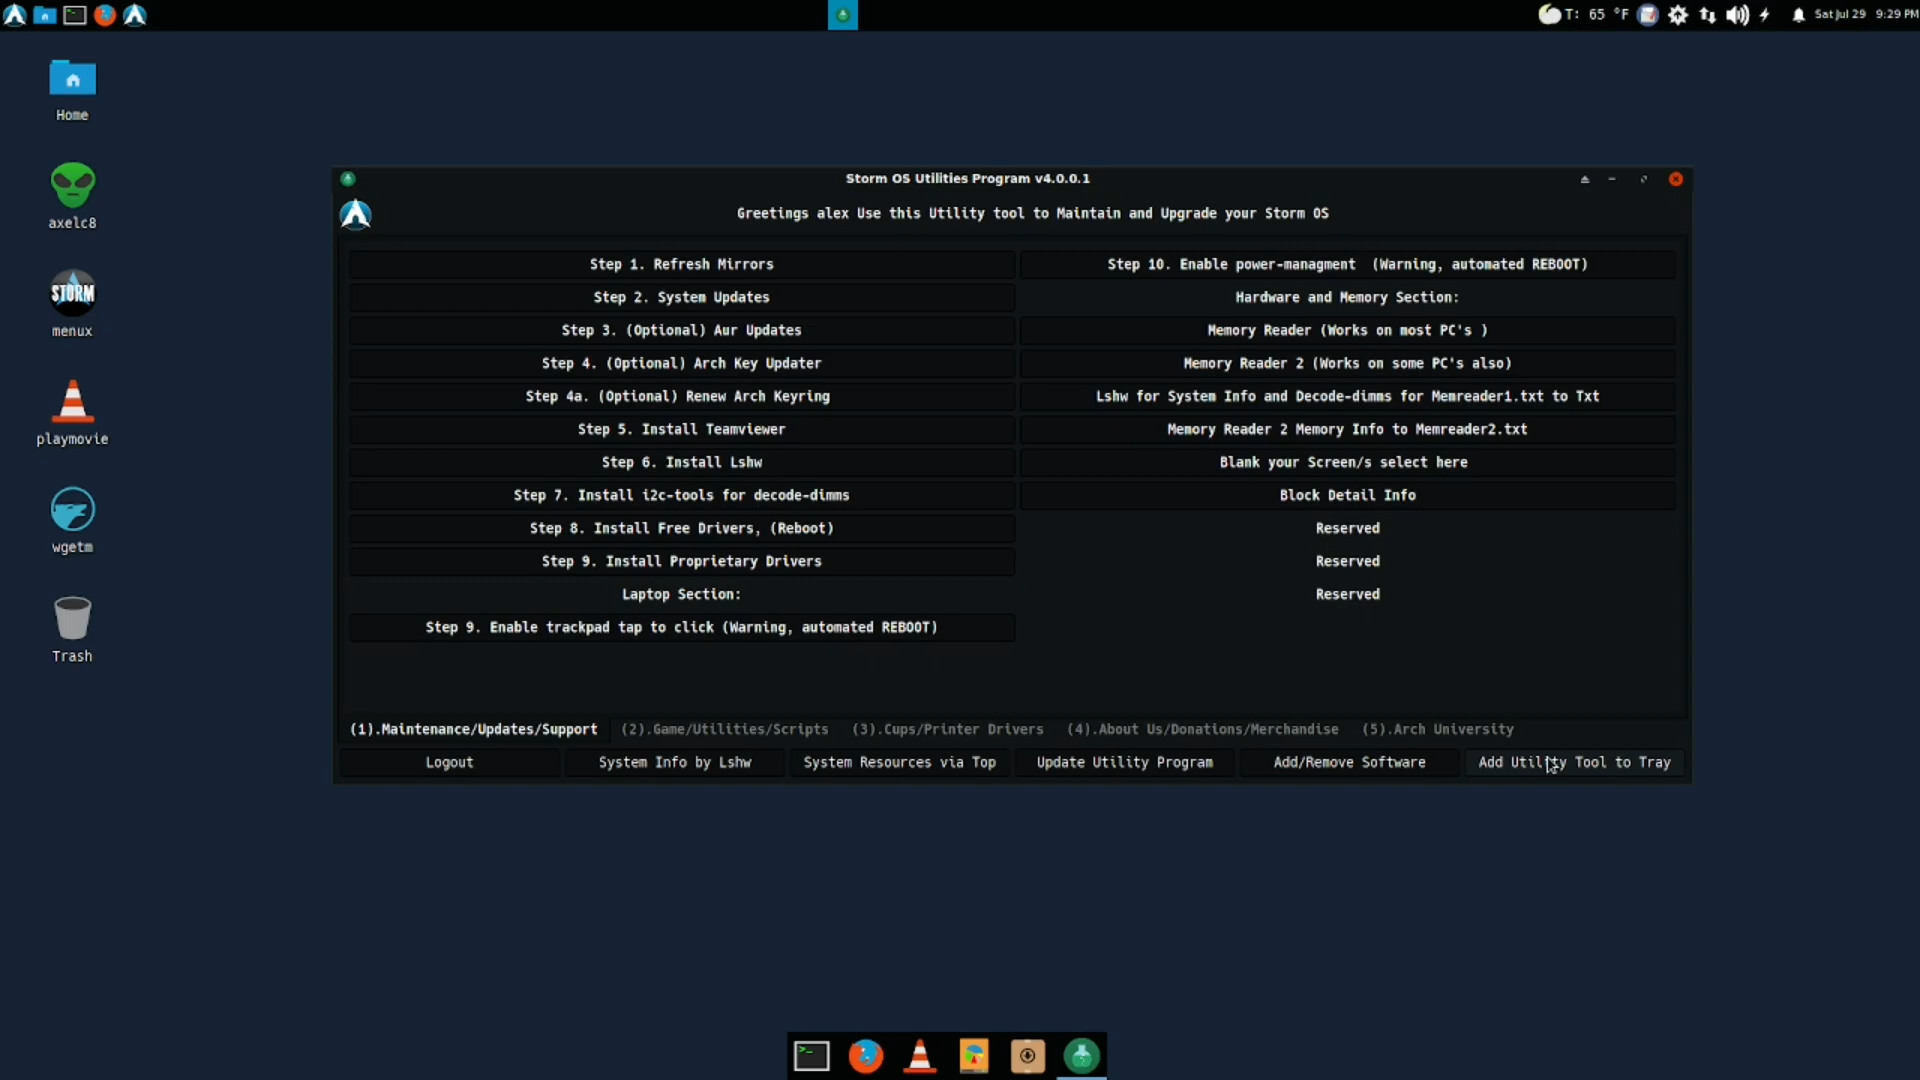 T: 65 °F
Sat Jul 29 9:29 PM
Home
axelc8
STORM
menux
playmovie
wgetm
Trash
Storm OS Utilities Program v4.0.0.1
Greetings alex Use this Utility tool to Maintain and Upgrade your Storm OS
Step 1. Refresh Mirrors
Step 2. System Updates
Step 3. (Optional) Aur Updates
Step 4. (Optional) Arch Key Updater
Step 4a. (Optional) Renew Arch Keyring
Step 5. Install Teamviewer
Step 6. Install Lshw
Step 7. Install i2c-tools for decode-dimms
Step 8. Install Free Drivers, (Reboot)
Step 9. Install Proprietary Drivers
Laptop Section:
Step 9. Enable trackpad tap to click (Warning, automated REBOOT)
Step 10. Enable power-managment (Warning, automated REBOOT)
Hardware and Memory Section:
Memory Reader (Works on most PC's )
Memory Reader 2 (Works on some PC's also)
Lshw for System Info and Decode-dimms for Memreader1.txt to Txt
Memory Reader 2 Memory Info to Memreader2.txt
Blank your Screen/s select here
Block Detail Info
Reserved
Reserved
Reserved
(1).Maintenance/Updates/Support (2).Game/Utilities/Scripts (3).Cups/Printer Drivers (4).About Us/Donations/Merchandise (5).Arch University
Logout System Info by Lshw System Resources via Top Update Utility Program Add/Remove Software Add Utility Tool to Tray